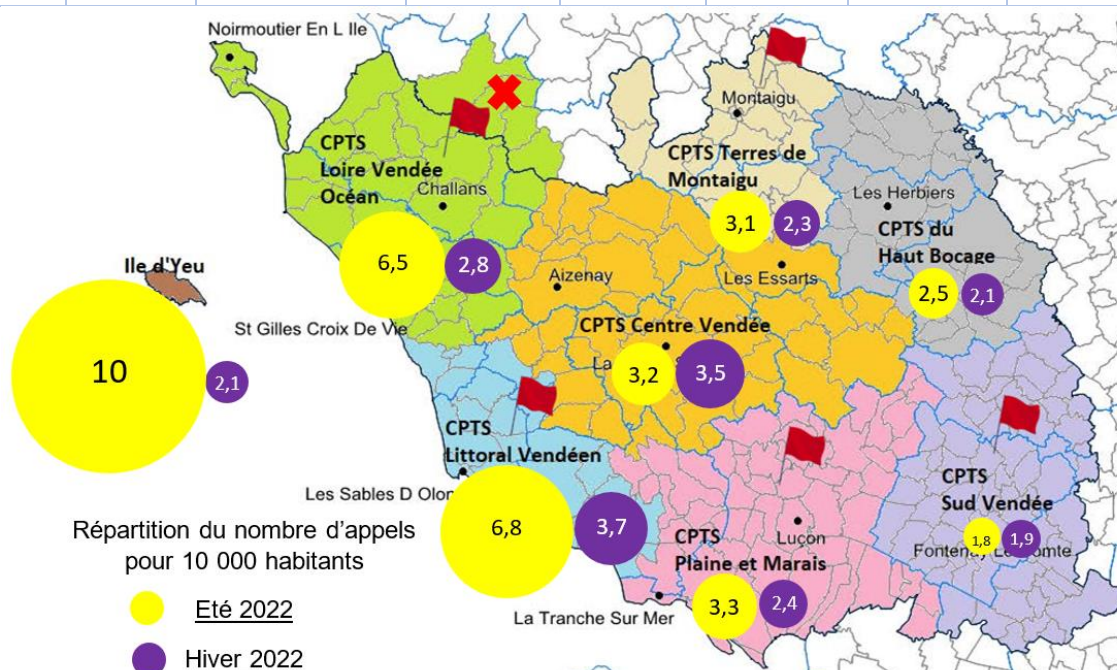 Noirmoutier En L Ile
Montaigu
CPTS
Loire Vendée
Océan
Challans
CPTS Terres de
Montaigu
Les Herbiers
CPTS du
Haut Bocage
3,1
2,3
6,5
2,8
Ile d'Yeu
Aizenay
Les Essarts
2,5
2,1
St Gilles Croix De Vie
CPTS Centre Vendée
La
3,2
3,5
10
2,1
CPTS
Littoral Vendéen
Les Sables D Olon
6,8
3,7
CPTS
Sud Vendée
1,8
1,9
Luçon
CPTS
Plaine et Marais
3,3
2,4
La Tranche Sur Mer
Répartition du nombre d'appels
pour 10 000 habitants
Eté 2022
Hiver 2022